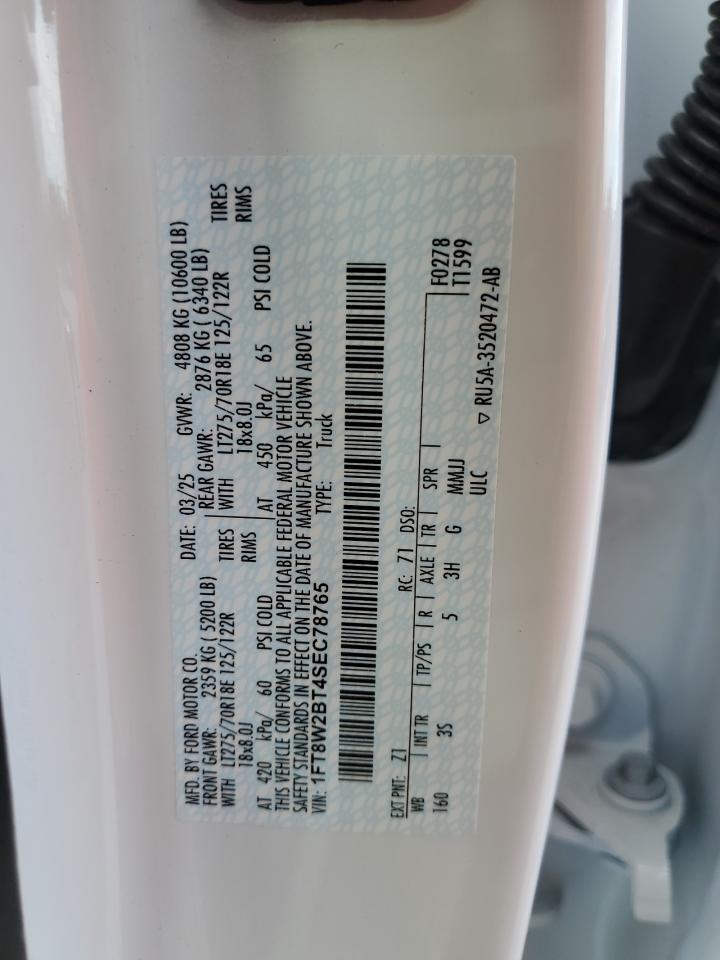 MFD. BY FORD MOTOR CO. DATE: 03/25 GVWR: 4808 KG (10600 LB)
FRONT GAWR: 2359 KG ( 5200 LB) REAR GAWR: 2876 KG ( 6340 LB)
WITH LT275/70R18E 125/122R TIRES WITH LT275/70R18E 125/122R TIRES
18x8.0J RIMS 18x8.0J RIMS
AT 420 kPa/ 60 PSI COLD AT 450 kPa/ 65 PSI COLD
THIS VEHICLE CONFORMS TO ALL APPLICABLE FEDERAL MOTOR VEHICLE
SAFETY STANDARDS IN EFFECT ON THE DATE OF MANUFACTURE SHOWN ABOVE.
VIN: 1FT8W2BT4SEC78765 TYPE: Truck
EXT PNT: Z1 RC: 71 DSO: F0278
WB INT TR TP/PS R AXLE TR SPR T1599
160 3S 5 3H G MMJJ
ULC ▽ RU5A-3520472-AB